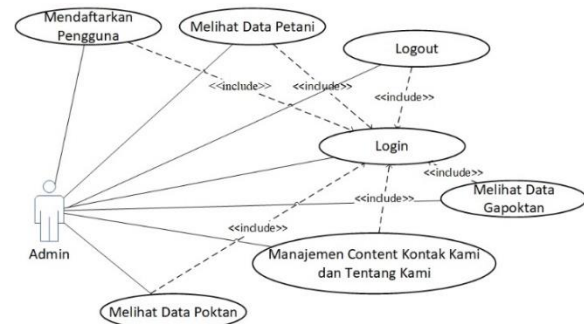 Mendaftarkan
Pengguna
Melihat Data Petani
Logout
<<include>>
<<include>>
<<include>>
Login
<<include>>
Melihat Data
Gapoktan
<<include>>
<<include>>
Admin
Manajemen Content Kontak Kami
dan Tentang Kami
Melihat Data Poktan